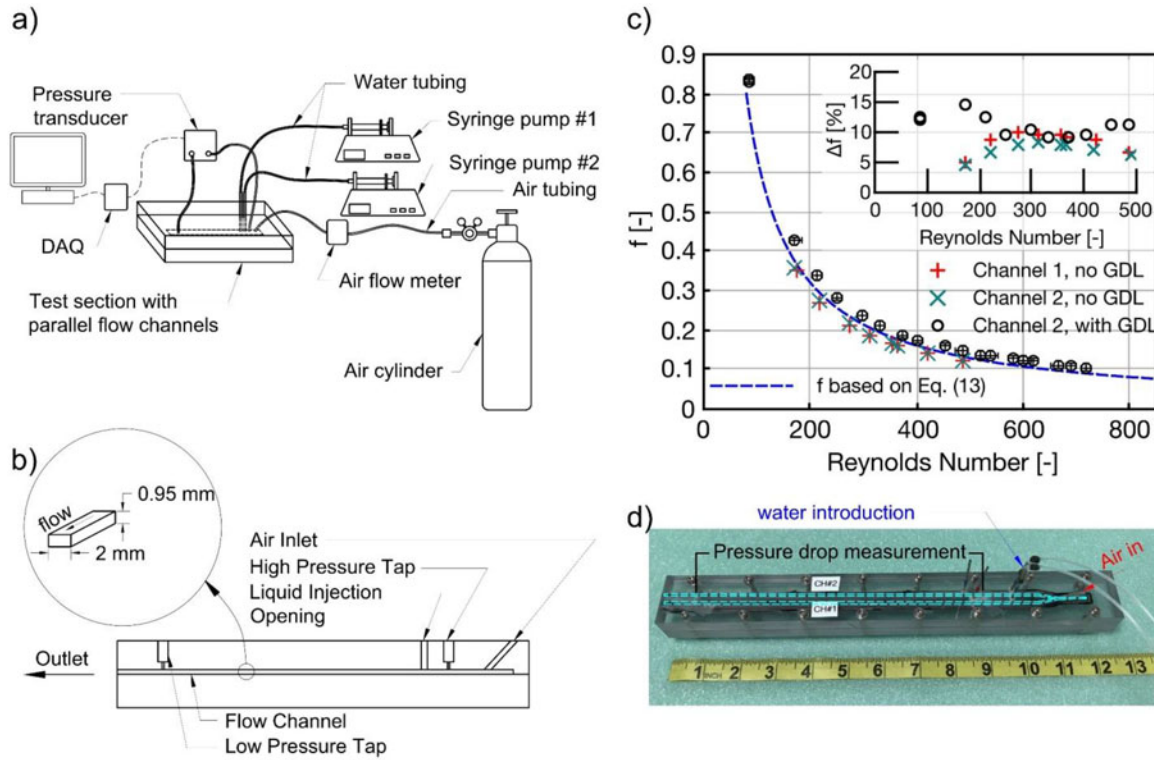 a)
Pressure
transducer
Water tubing
Syringe pump #1
Syringe pump #2
Air tubing
DAQ
Test section with
parallel flow channels
Air flow meter
Air cylinder
b)
flow
0.95 mm
2 mm
Air Inlet
High Pressure Tap
Liquid Injection
Opening
Outlet
Flow Channel
Low Pressure Tap
c)
0.9
0.8
0.7
0.6
0.5
0.4
0.3
0.2
0.1
0
f [-]
20
15
10
5
0
Δf [%]
0 100 200 300 400 500
Reynolds Number [-]
Channel 1, no GDL
Channel 2, no GDL
Channel 2, with GDL
f based on Eq. (13)
0 200 400 600 800
Reynolds Number [-]
d)
water introduction
Pressure drop measurement
Air in
CH#2
CH#1
1 INCH 2 3 4 5 6 7 8 9 10 11 12 13